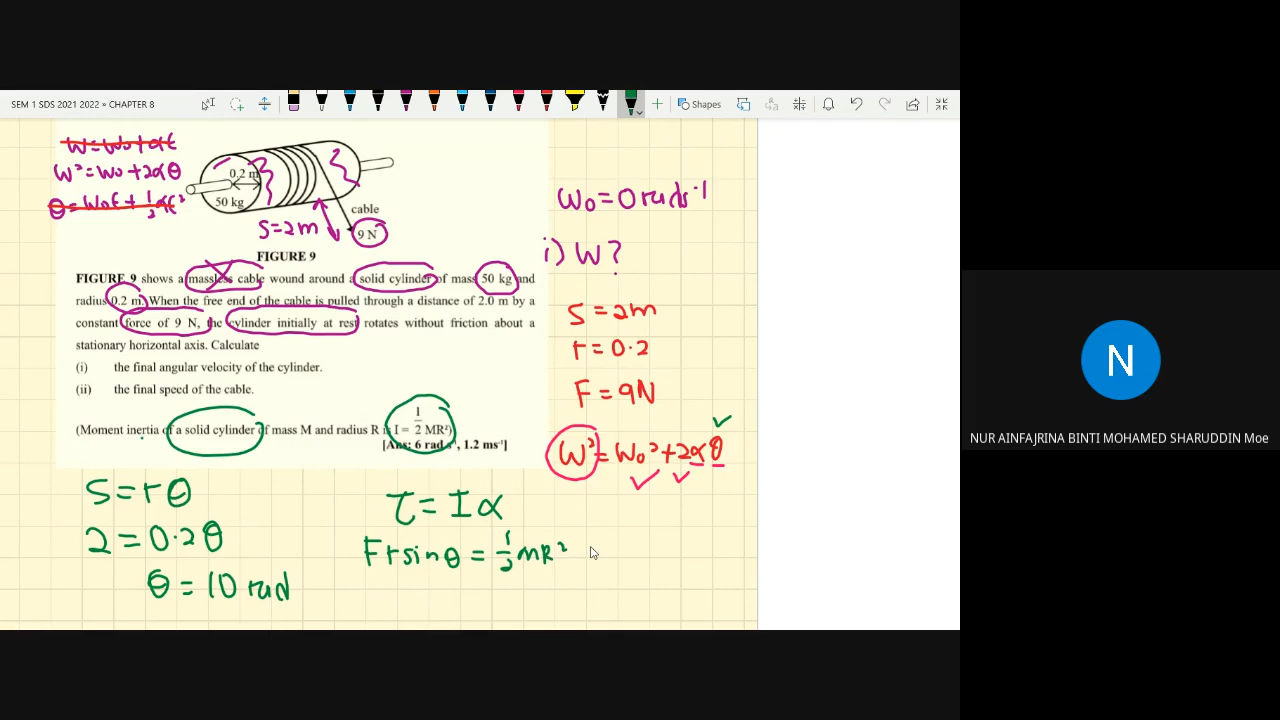 SEM 1 SDS 2021 2022 » CHAPTER 8
Shapes
W=W0+αt
W²=W0+2αθ
θ=W0t+½αt²
0.2 m
50 kg
cable
S=2m
9 N
FIGURE 9
FIGURE 9 shows a massless cable wound around a solid cylinder of mass 50 kg and
radius 0.2 m. When the free end of the cable is pulled through a distance of 2.0 m by a
constant force of 9 N, the cylinder initially at rest rotates without friction about a
stationary horizontal axis. Calculate
(i) the final angular velocity of the cylinder.
(ii) the final speed of the cable.
(Moment inertia of a solid cylinder of mass M and radius R is I = 1/2 MR²)
[Ans: 6 rad s⁻¹, 1.2 ms⁻¹]
S=rθ
2=0.2θ
θ=10 rad
τ=Iα
Frsinθ=½mR²
W0=0rads⁻¹
i) W?
S=2m
r=0.2
F=9N
W²=W0²+2αθ
N
NUR AINFAJRINA BINTI MOHAMED SHARUDDIN Moe